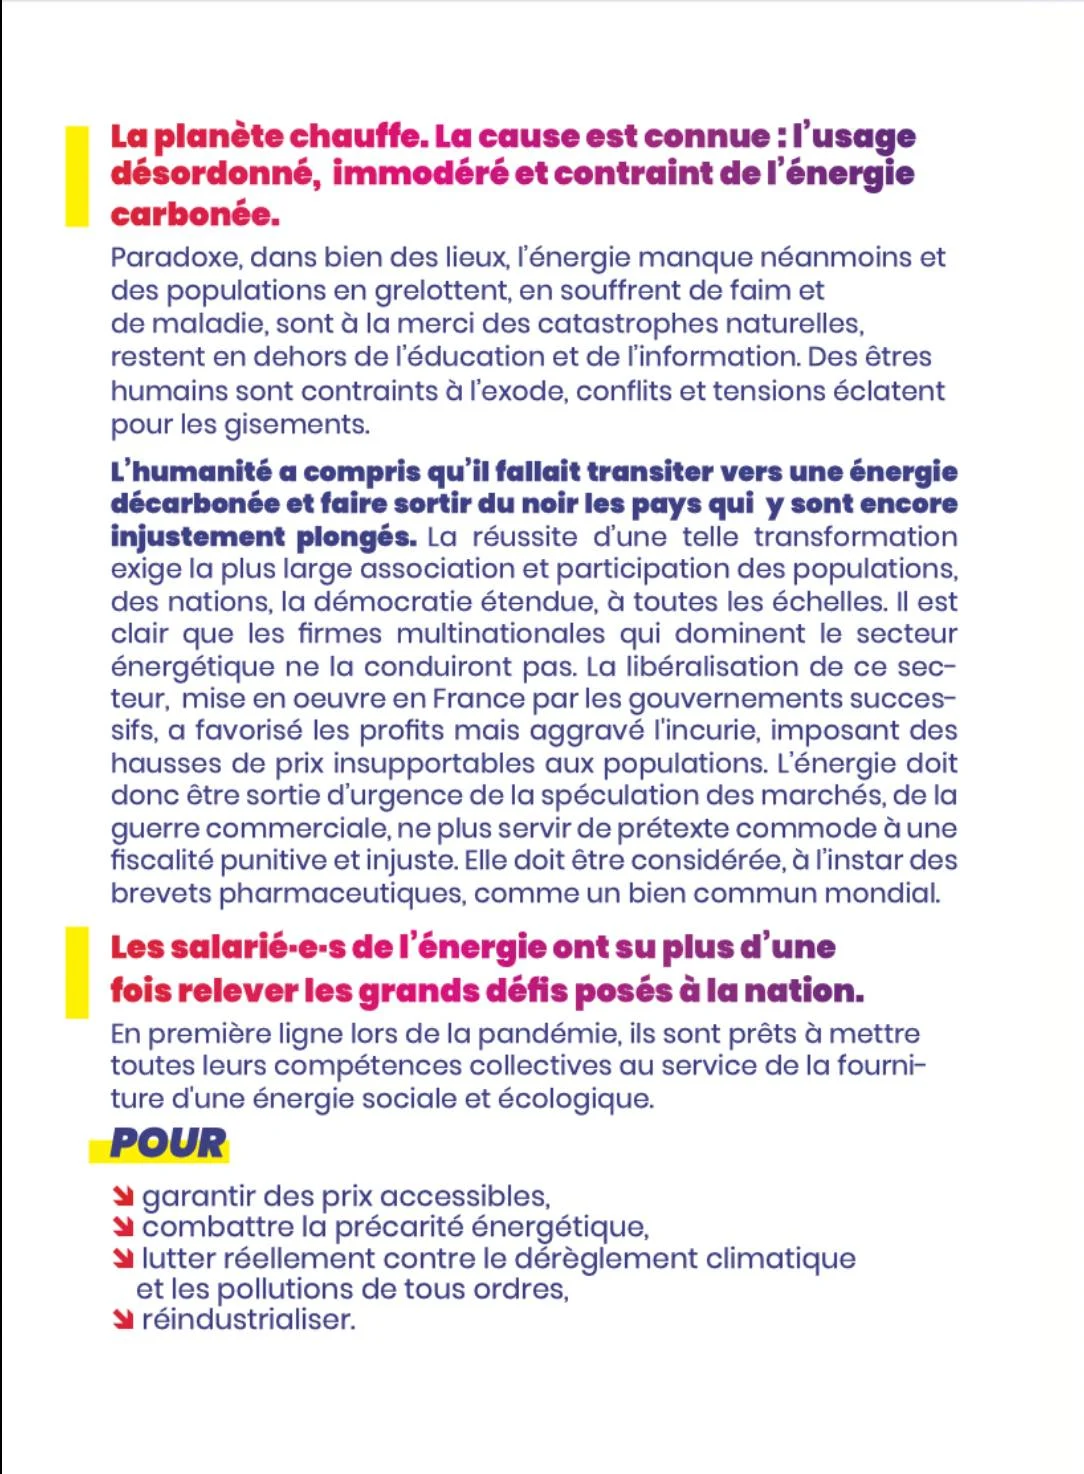 La planète chauffe. La cause est connue : l’usage
désordonné, immodéré et contraint de l’énergie
carbonée.
Paradoxe, dans bien des lieux, l’énergie manque néanmoins et
des populations en grelottent, en souffrent de faim et
de maladie, sont à la merci des catastrophes naturelles,
restent en dehors de l’éducation et de l’information. Des êtres
humains sont contraints à l’exode, conflits et tensions éclatent
pour les gisements.
L’humanité a compris qu’il fallait transiter vers une énergie
décarbonée et faire sortir du noir les pays qui y sont encore
injustement plongés. La réussite d’une telle transformation
exige la plus large association et participation des populations,
des nations, la démocratie étendue, à toutes les échelles. Il est
clair que les firmes multinationales qui dominent le secteur
énergétique ne la conduiront pas. La libéralisation de ce sec-
teur, mise en oeuvre en France par les gouvernements succes-
sifs, a favorisé les profits mais aggravé l'incurie, imposant des
hausses de prix insupportables aux populations. L’énergie doit
donc être sortie d’urgence de la spéculation des marchés, de la
guerre commerciale, ne plus servir de prétexte commode à une
fiscalité punitive et injuste. Elle doit être considérée, à l’instar des
brevets pharmaceutiques, comme un bien commun mondial.
Les salarié·e·s de l’énergie ont su plus d’une
fois relever les grands défis posés à la nation.
En première ligne lors de la pandémie, ils sont prêts à mettre
toutes leurs compétences collectives au service de la fourni-
ture d'une énergie sociale et écologique.
POUR
garantir des prix accessibles,
combattre la précarité énergétique,
lutter réellement contre le dérèglement climatique
et les pollutions de tous ordres,
réindustrialiser.